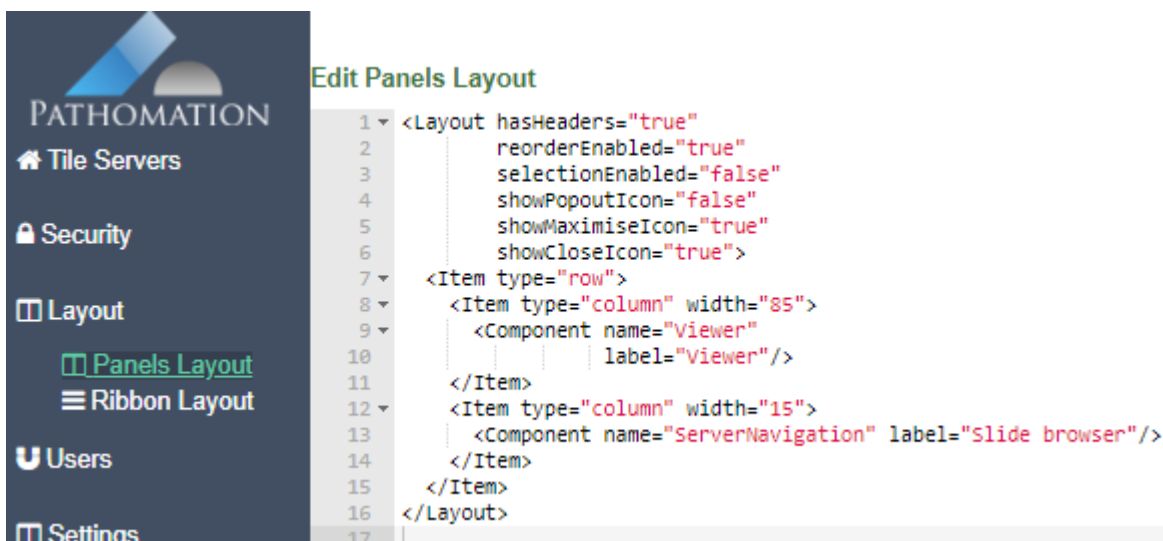 PATHOMATION
Tile Servers
Security
Layout
Panels Layout
Ribbon Layout
Users
Settings
Edit Panels Layout
1 <Layout hasHeaders="true"
2 reorderEnabled="true"
3 selectionEnabled="false"
4 showPopoutIcon="false"
5 showMaximiseIcon="true"
6 showCloseIcon="true">
7 <Item type="row">
8 <Item type="column" width="85">
9 <Component name="Viewer"
10 label="Viewer"/>
11 </Item>
12 <Item type="column" width="15">
13 <Component name="ServerNavigation" label="Slide browser"/>
14 </Item>
15 </Item>
16 </Layout>
17